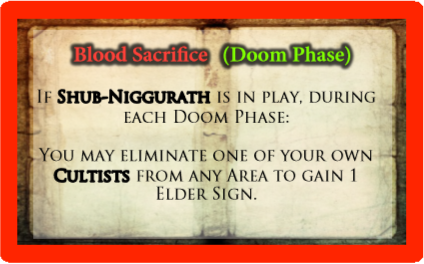 Blood Sacrifice (Doom Phase)
If Shub-Niggurath is in play, during
each Doom Phase:
You may eliminate one of your own
Cultists from any Area to gain 1
Elder Sign.